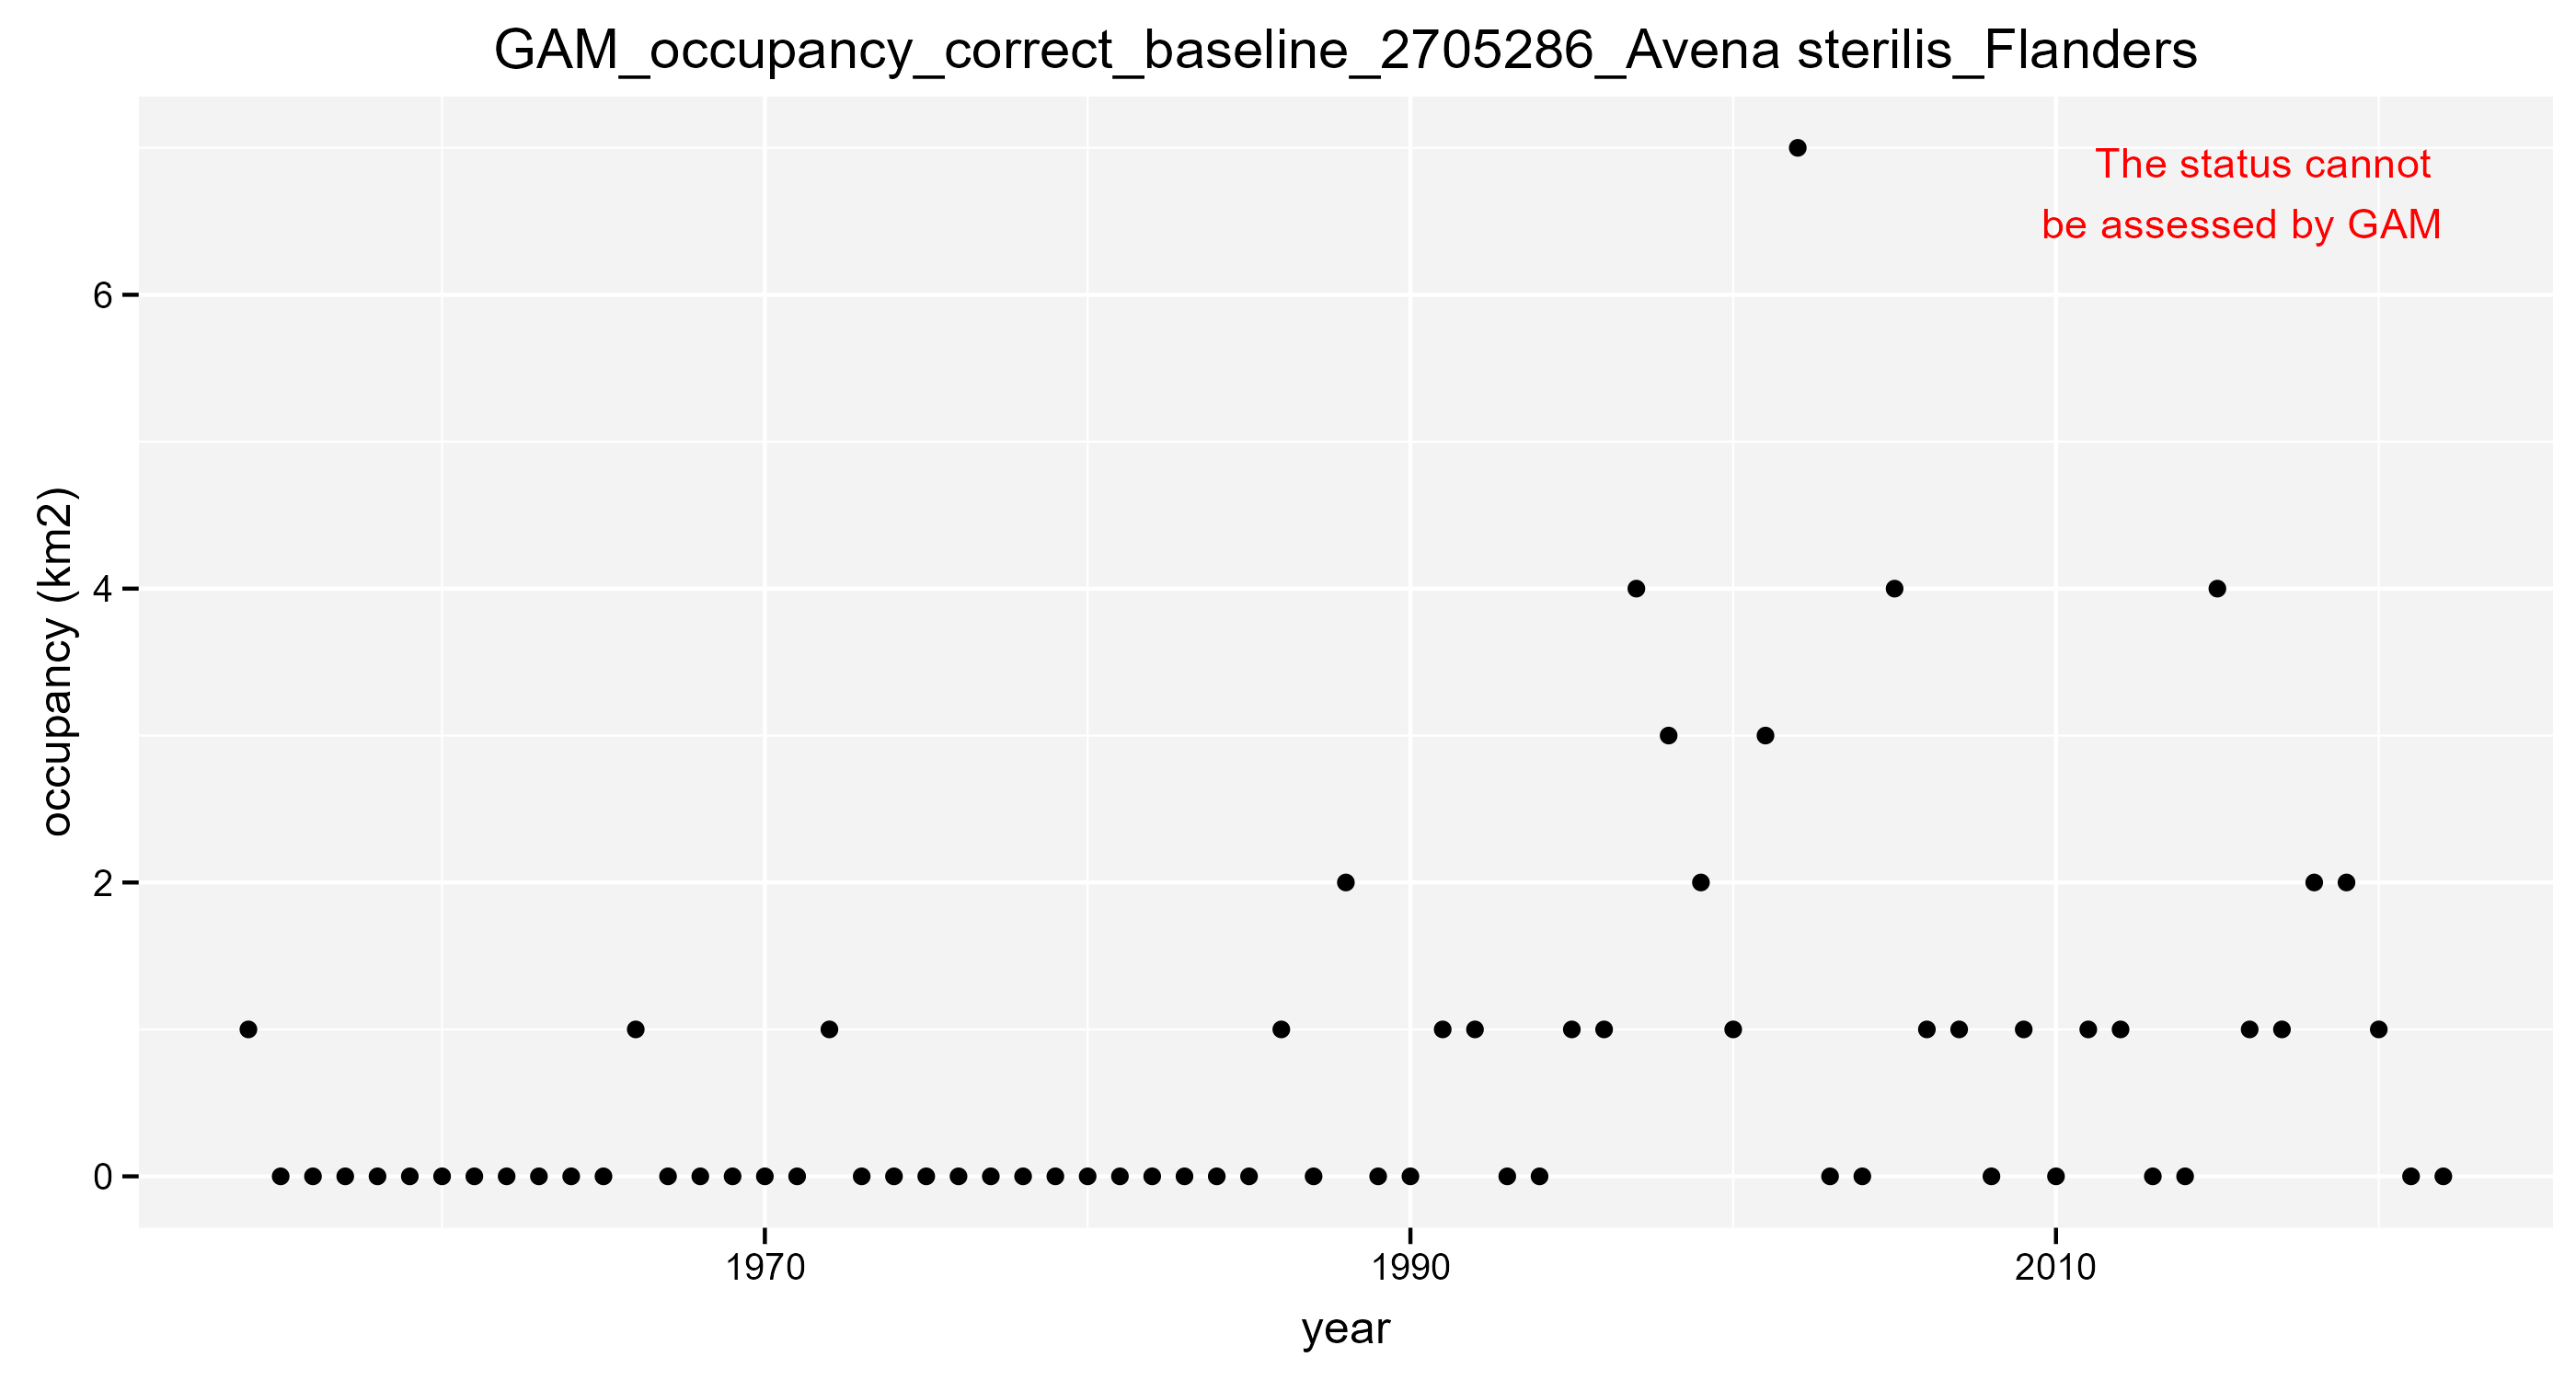 GAM_occupancy_correct_baseline_2705286_Avena sterilis_Flanders
The status cannot
be assessed by GAM
6
4
2
0
occupancy (km2)
1970 1990 2010
year